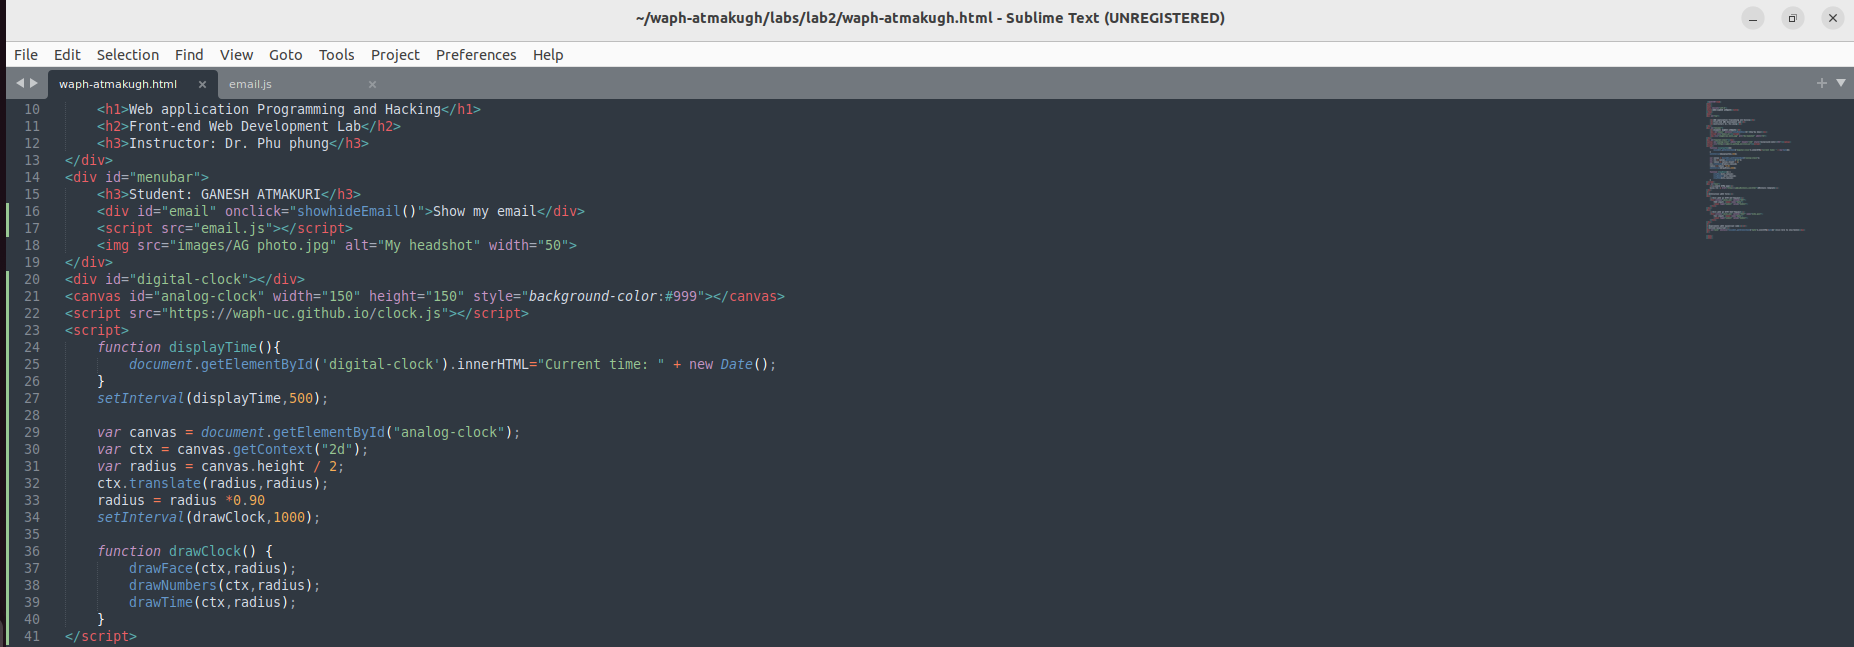 ~/waph-atmakugh/labs/lab2/waph-atmakugh.html - Sublime Text (UNREGISTERED)
File Edit Selection Find View Goto Tools Project Preferences Help
waph-atmakugh.html × email.js ×
10 <h1>Web application Programming and Hacking</h1>
11 <h2>Front-end Web Development Lab</h2>
12 <h3>Instructor: Dr. Phu phung</h3>
13 </div>
14 <div id="menubar">
15 <h3>Student: GANESH ATMAKURI</h3>
16 <div id="email" onclick="showhideEmail()">Show my email</div>
17 <script src="email.js"></script>
18 <img src="images/AG photo.jpg" alt="My headshot" width="50">
19 </div>
20 <div id="digital-clock"></div>
21 <canvas id="analog-clock" width="150" height="150" style="background-color:#999"></canvas>
22 <script src="https://waph-uc.github.io/clock.js"></script>
23 <script>
24 function displayTime(){
25 document.getElementById('digital-clock').innerHTML="Current time: " + new Date();
26 }
27 setInterval(displayTime,500);
28
29 var canvas = document.getElementById("analog-clock");
30 var ctx = canvas.getContext("2d");
31 var radius = canvas.height / 2;
32 ctx.translate(radius,radius);
33 radius = radius *0.90
34 setInterval(drawClock,1000);
35
36 function drawClock() {
37 drawFace(ctx,radius);
38 drawNumbers(ctx,radius);
39 drawTime(ctx,radius);
40 }
41 </script>